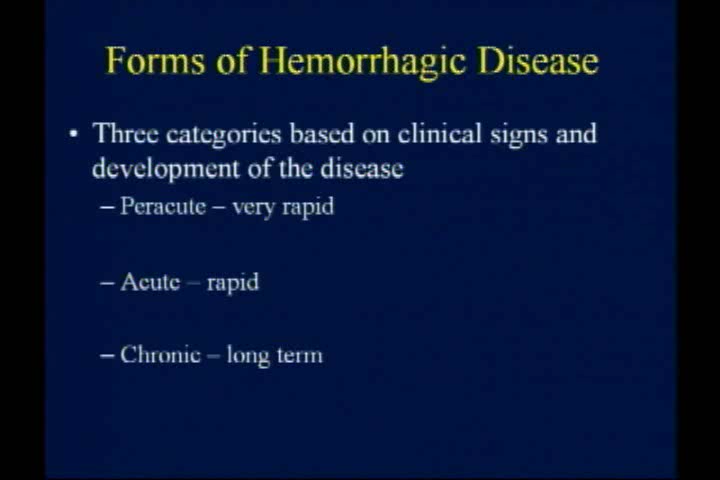 Forms of Hemorrhagic Disease
• Three categories based on clinical signs and
development of the disease
– Peracute – very rapid
– Acute – rapid
– Chronic – long term